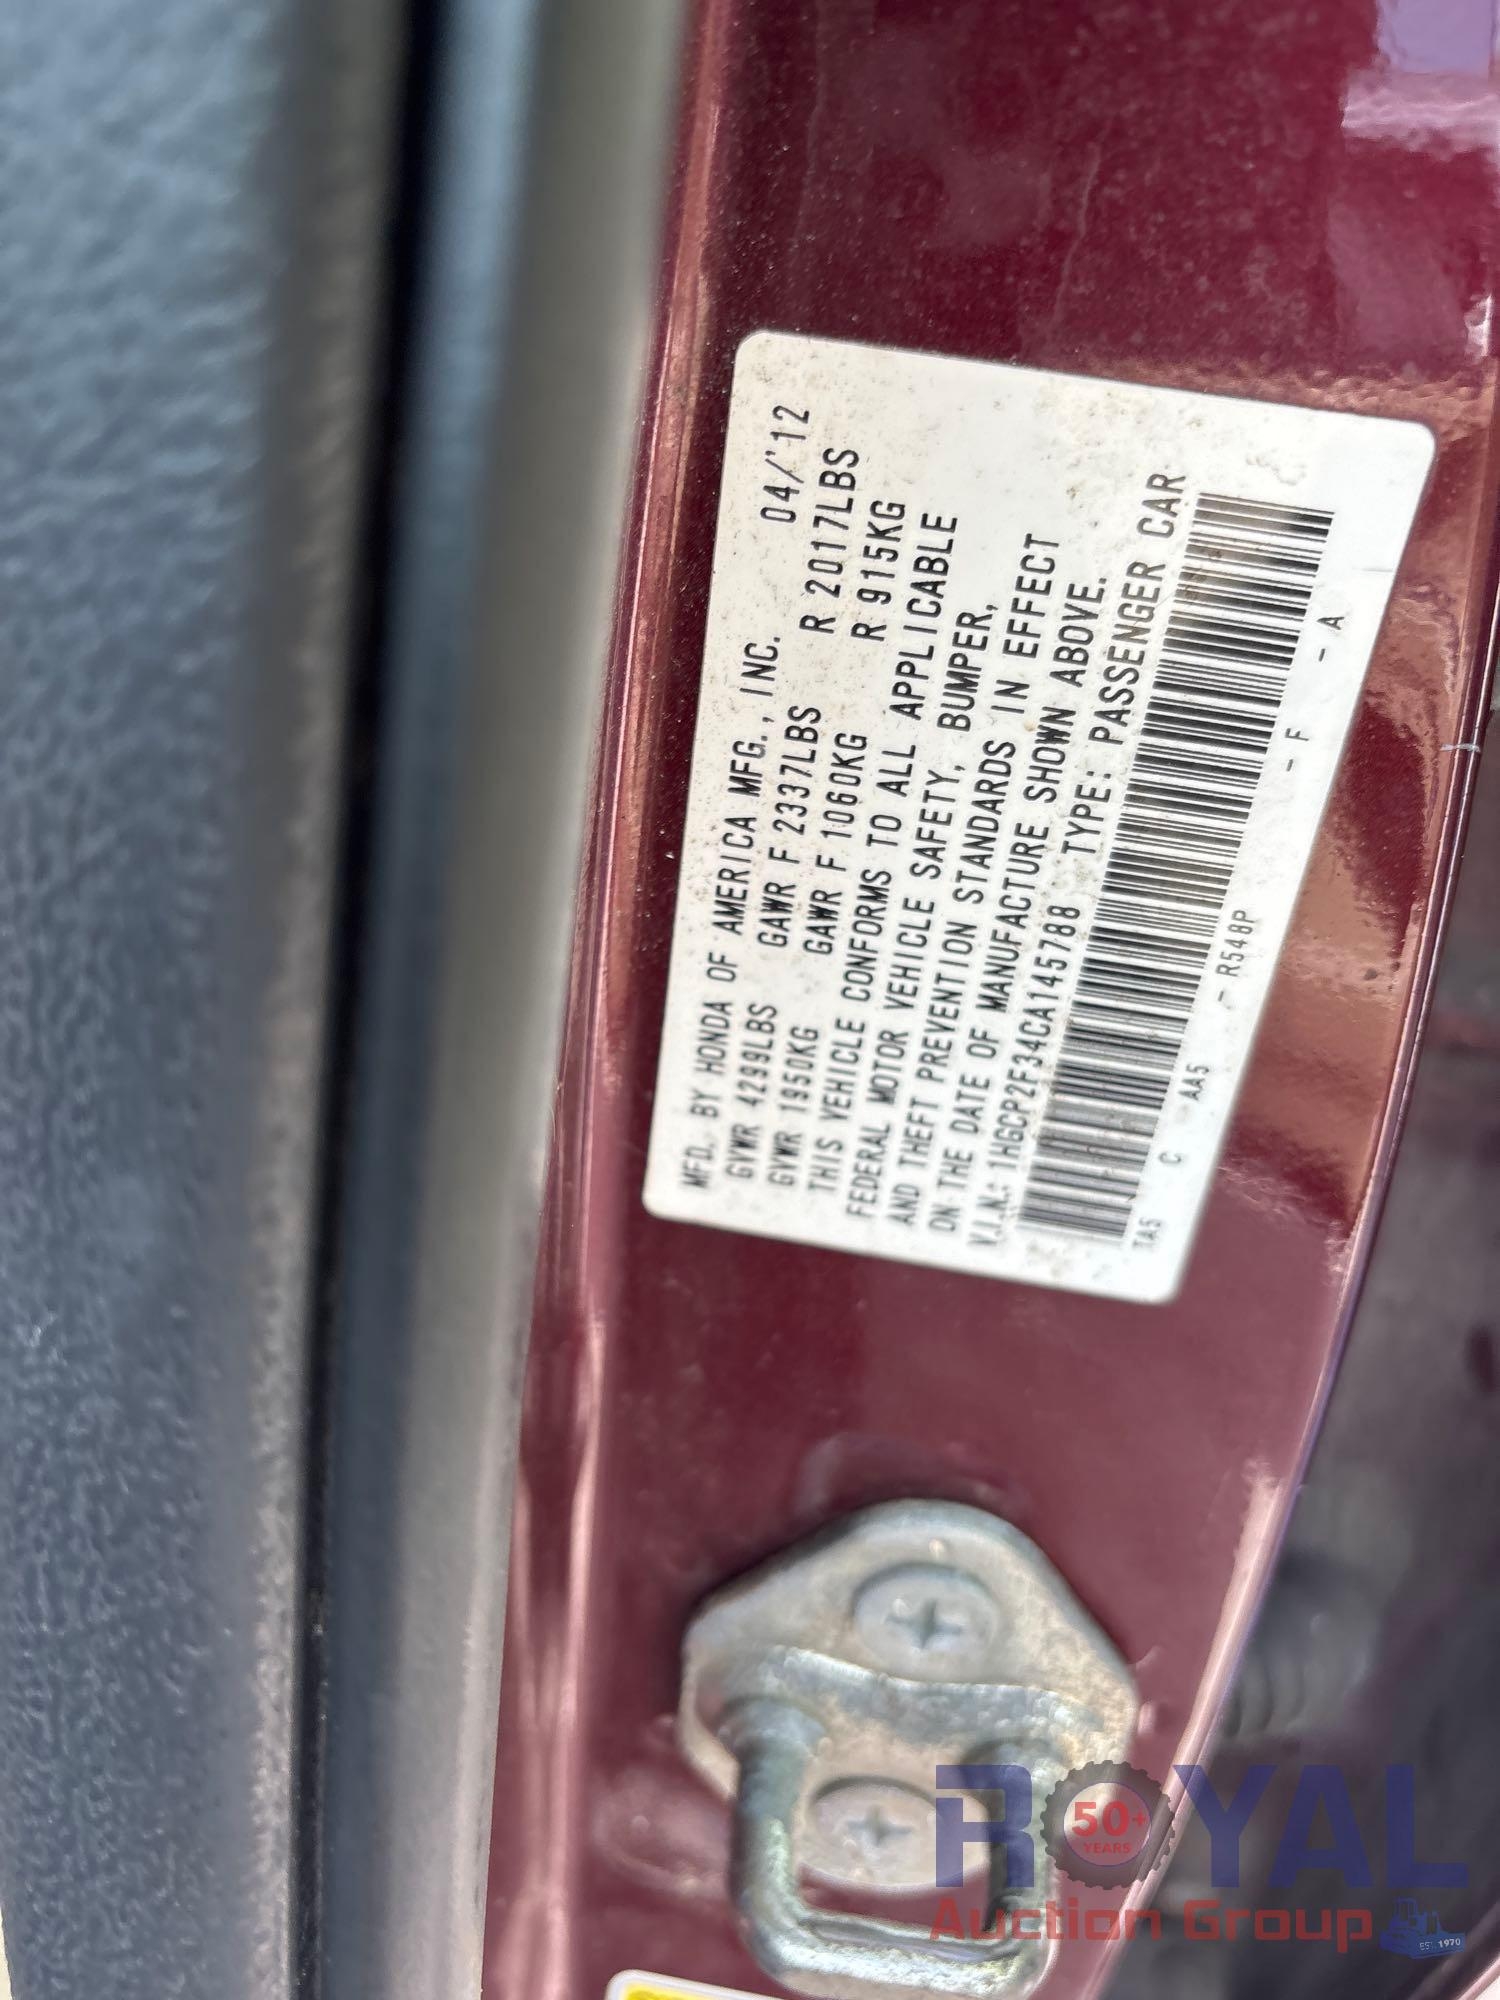 MFD. BY HONDA OF AMERICA MFG., INC. 04/'12
GVWR 4299LBS GAWR F 2337LBS R 2017LBS
GVWR 1950KG GAWR F 1060KG R 915KG
THIS VEHICLE CONFORMS TO ALL APPLICABLE
FEDERAL MOTOR VEHICLE SAFETY, BUMPER,
AND THEFT PREVENTION STANDARDS IN EFFECT
ON THE DATE OF MANUFACTURE SHOWN ABOVE.
V.I.N.: 1HGCP2F34CA145788 TYPE: PASSENGER CAR
TA5 C AA5 - R548P - F - A
ROYAL
50+
YEARS
Auction Group
EST. 1970